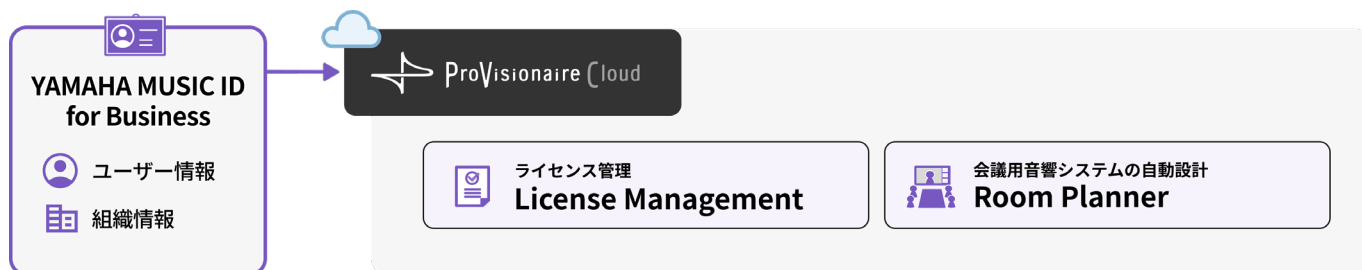 YAMAHA MUSIC ID
for Business
ユーザー情報
組織情報
ProVisionaire Cloud
ライセンス管理
License Management
会議用音響システムの自動設計
Room Planner